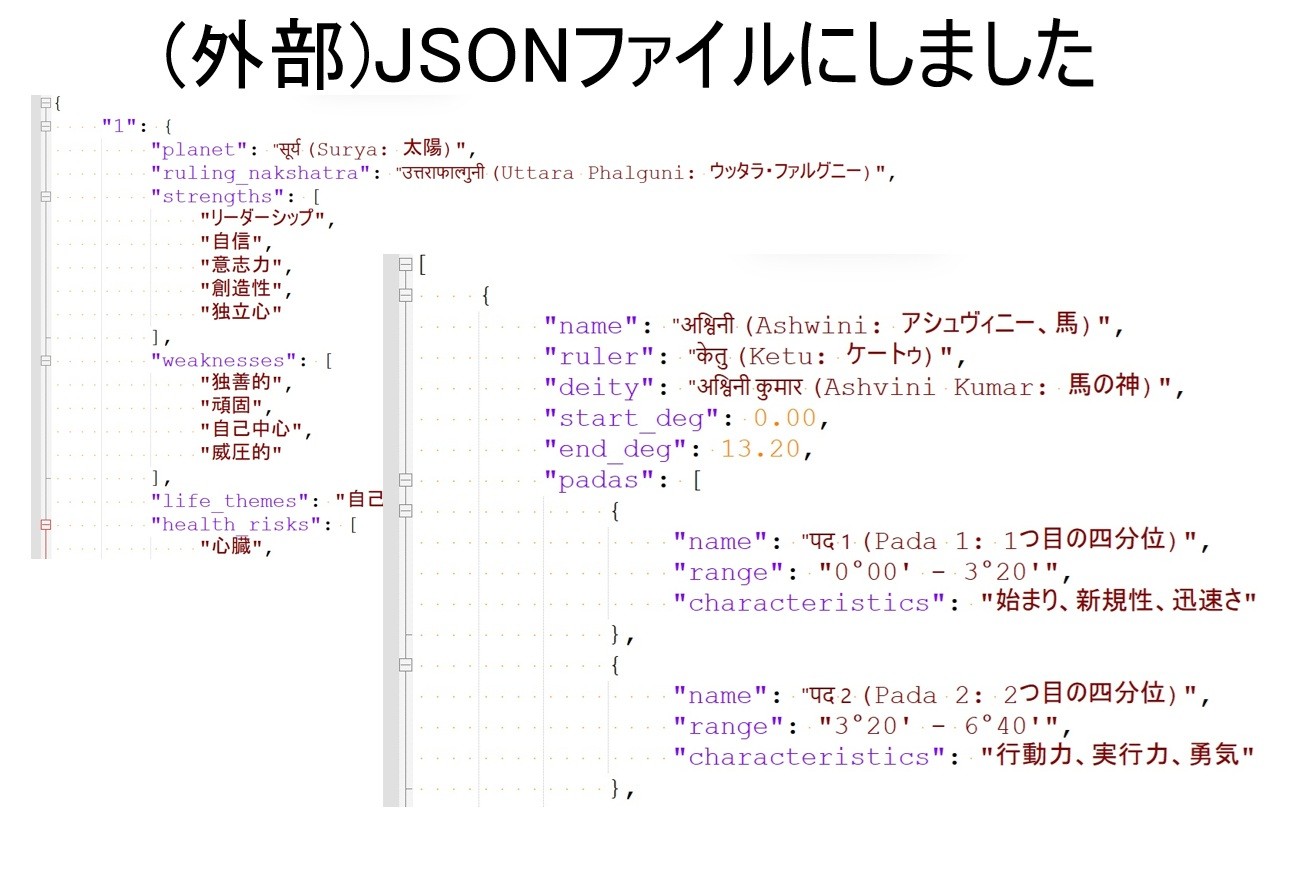 (外部)JSONファイルにしました
{
"1": {
"planet": "सूर्य (Surya: 太陽)",
"ruling_nakshatra": "उत्तराफाल्गुनी (Uttara Phalguni: ウッタラ・ファルグニー)",
"strengths": [
"リーダーシップ",
"自信",
"意志力",
"創造性",
"独立心"
],
"weaknesses": [
"独善的",
"頑固",
"自己中心",
"威圧的"
],
"life_themes": "自己
"health_risks": [
"心臓",
[
{
"name": "अश्विनी (Ashwini: アシュヴィニー、馬)",
"ruler": "केतु (Ketu: ケートゥ)",
"deity": "अश्विनी कुमार (Ashvini Kumar: 馬の神)",
"start_deg": 0.00,
"end_deg": 13.20,
"padas": [
{
"name": "पद 1 (Pada 1: 1つ目の四分位)",
"range": "0°00' - 3°20'",
"characteristics": "始まり、新規性、迅速さ"
},
{
"name": "पद 2 (Pada 2: 2つ目の四分位)",
"range": "3°20' - 6°40'",
"characteristics": "行動力、実行力、勇気"
},